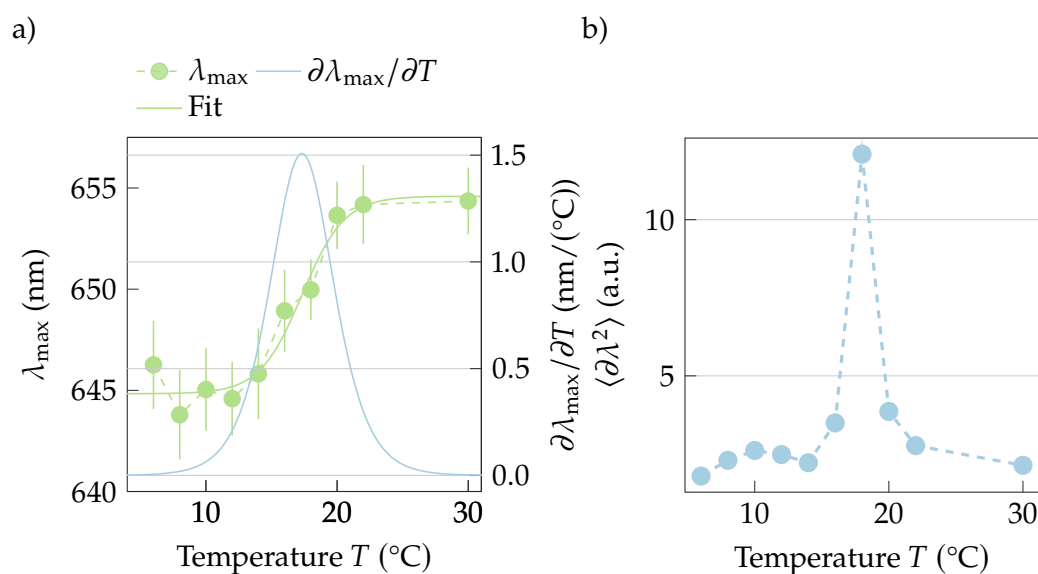 a)
λmax ∂λmax/∂T
Fit
655
650
645
640
λmax (nm)
10 20 30
Temperature T (°C)
1.5
1.0
0.5
0.0
∂λmax/∂T (nm/(°C))
b)
10
5
⟨∂λ²⟩ (a.u.)
10 20 30
Temperature T (°C)